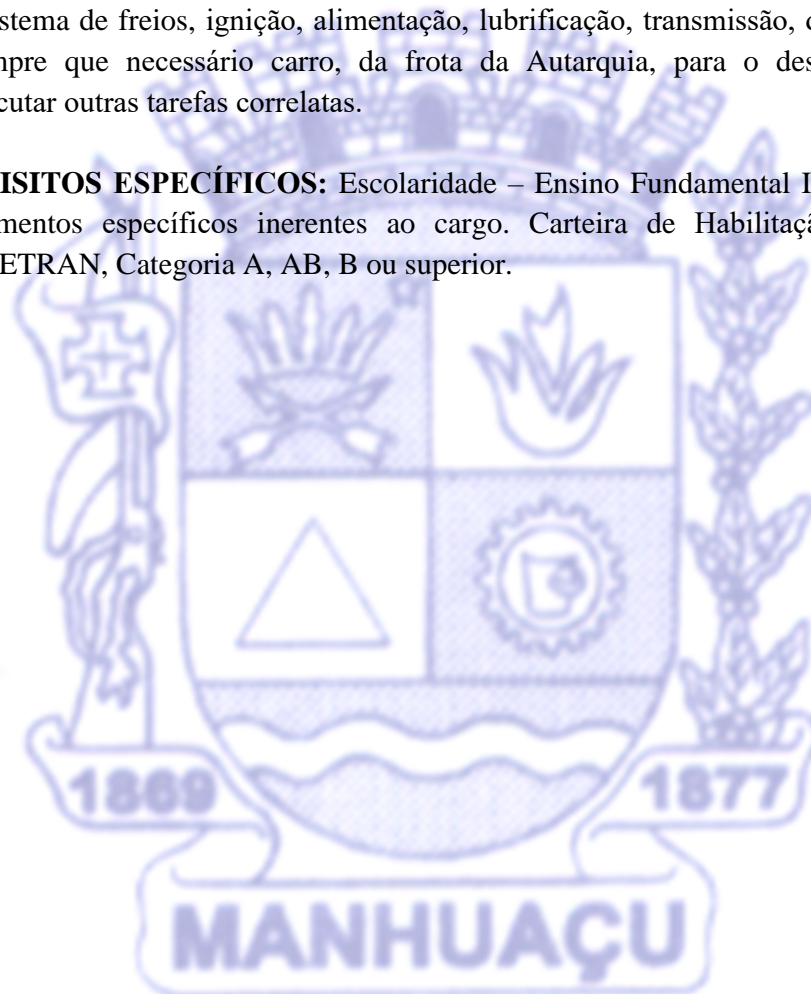 stema de freios, ignição, alimentação, lubrificação, transmissão,
pre que necessário carro, da frota da Autarquia, para o des
cutar outras tarefas correlatas.
ISITOS ESPECÍFICOS: Escolaridade – Ensino Fundamental
mentos específicos inerentes ao cargo. Carteira de Habilitaçã
ETRAN, Categoria A, AB, B ou superior.
1869
1877
MANHUAÇU